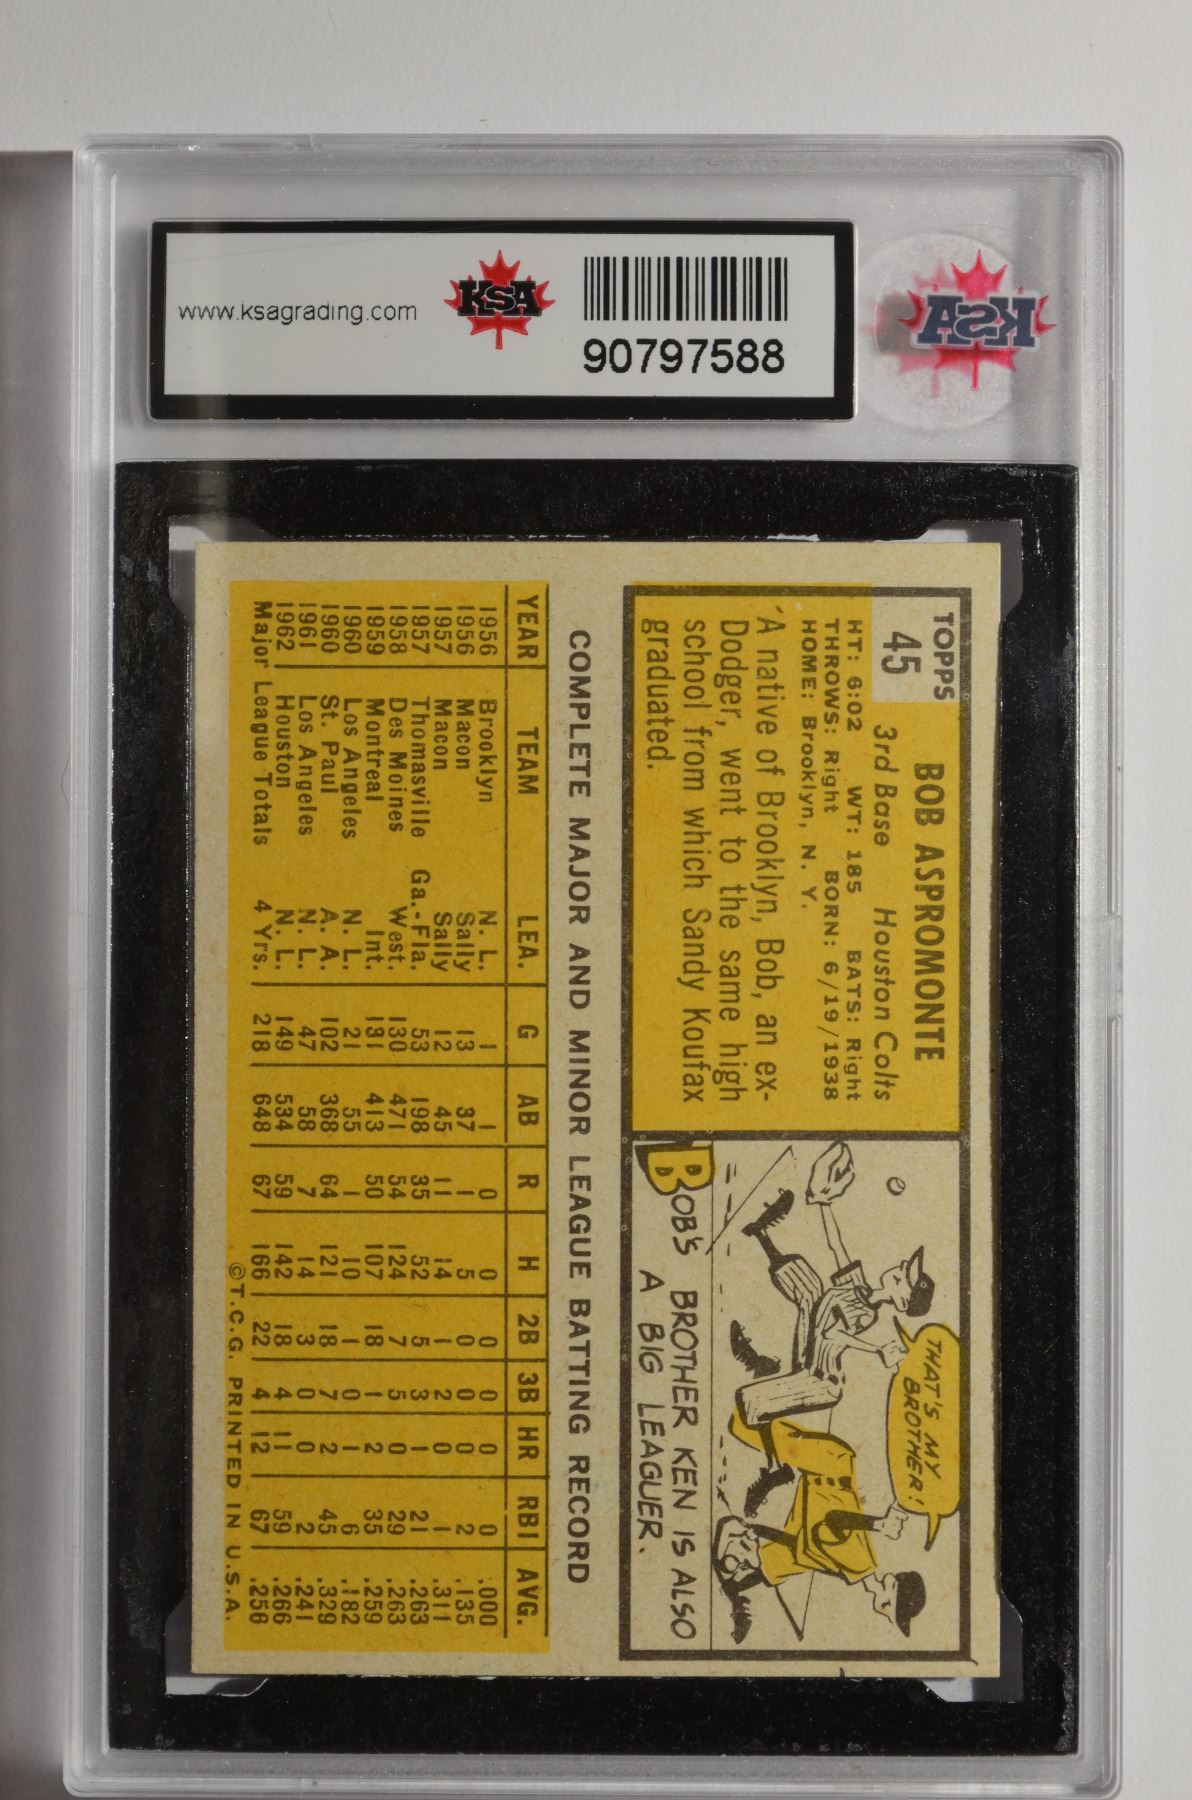 www.ksagrading.com
KSA
90797588
KSA
TOPPS
45
BOB ASPROMONTE
3rd Base Houston Colts
HT: 6:02 WT: 185 BATS: Right
THROWS: Right BORN: 6/19/1938
HOME: Brooklyn, N. Y.
A native of Brooklyn, Bob, an ex-
Dodger, went to the same high
school from which Sandy Koufax
graduated.
THAT'S MY
BROTHER!
BOB'S BROTHER KEN IS ALSO
A BIG LEAGUER.
COMPLETE MAJOR AND MINOR LEAGUE BATTING RECORD
YEAR TEAM LEA. G AB R H 2B 3B HR RBI AVG.
1956 Brooklyn N. L. 1 1 0 0 0 0 0 0 .000
1956 Macon Sally 13 37 1 5 0 0 0 2 .135
1957 Macon Sally 12 45 11 14 1 2 0 1 .311
1957 Thomasville Ga.-Fla. 53 198 35 52 5 3 1 21 .263
1958 Des Moines West. 130 471 54 124 7 5 0 29 .263
1959 Montreal Int. 131 413 50 107 18 1 2 35 .259
1960 Los Angeles N. L. 21 55 1 10 1 0 1 6 .182
1960 St. Paul A. A. 102 368 64 121 18 7 2 45 .329
1961 Los Angeles N. L. 47 58 7 14 3 0 0 2 .241
1962 Houston N. L. 149 534 59 142 18 4 11 59 .266
Major League Totals 4 Yrs. 218 648 67 166 22 4 12 67 .256
©T.C.G. PRINTED IN U.S.A.